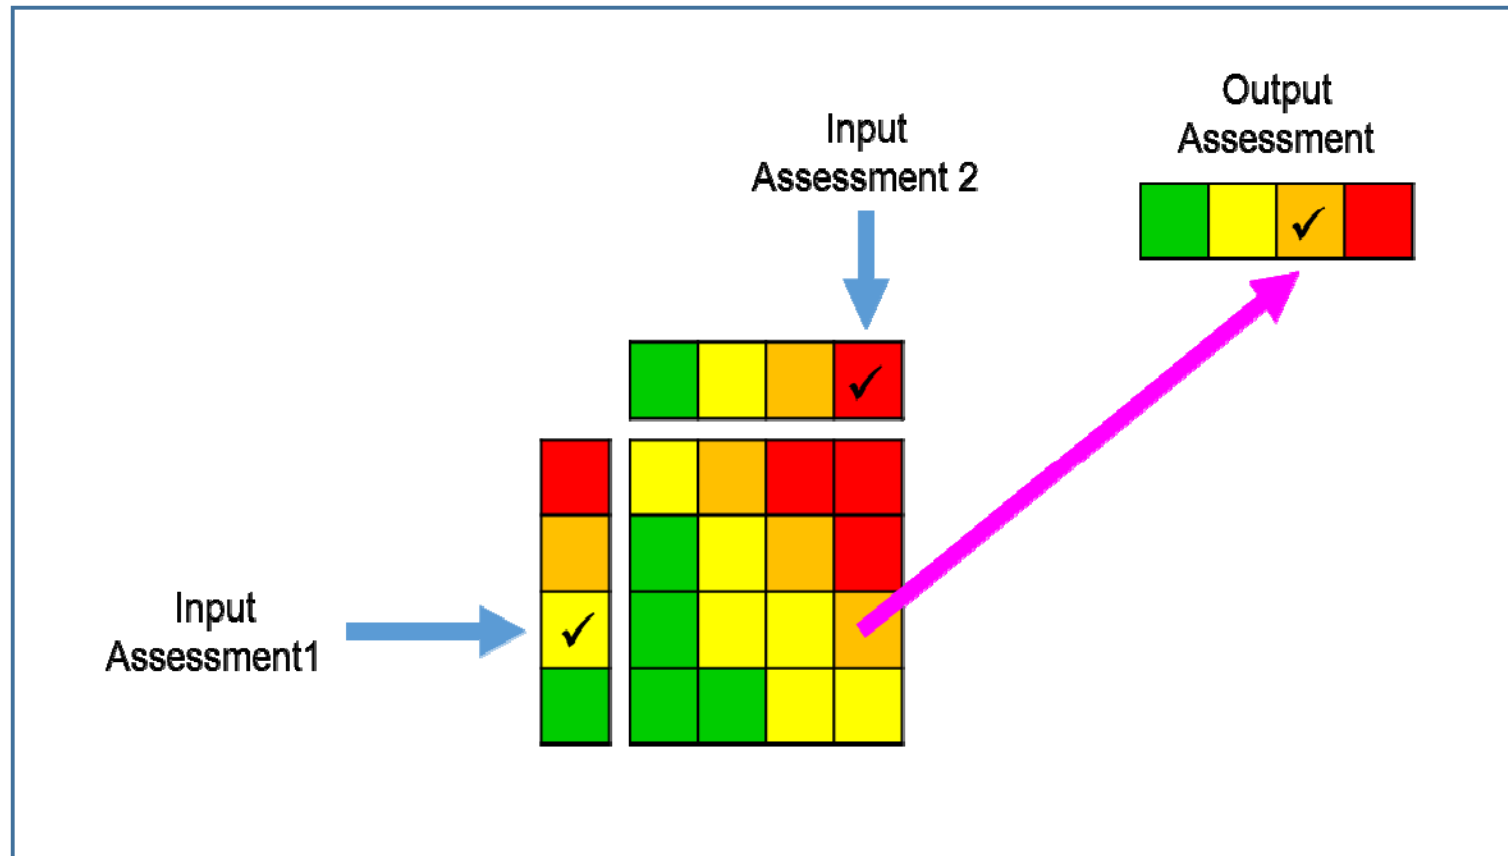 Output
Assessment
Input
Assessment 2
Input
Assessment1